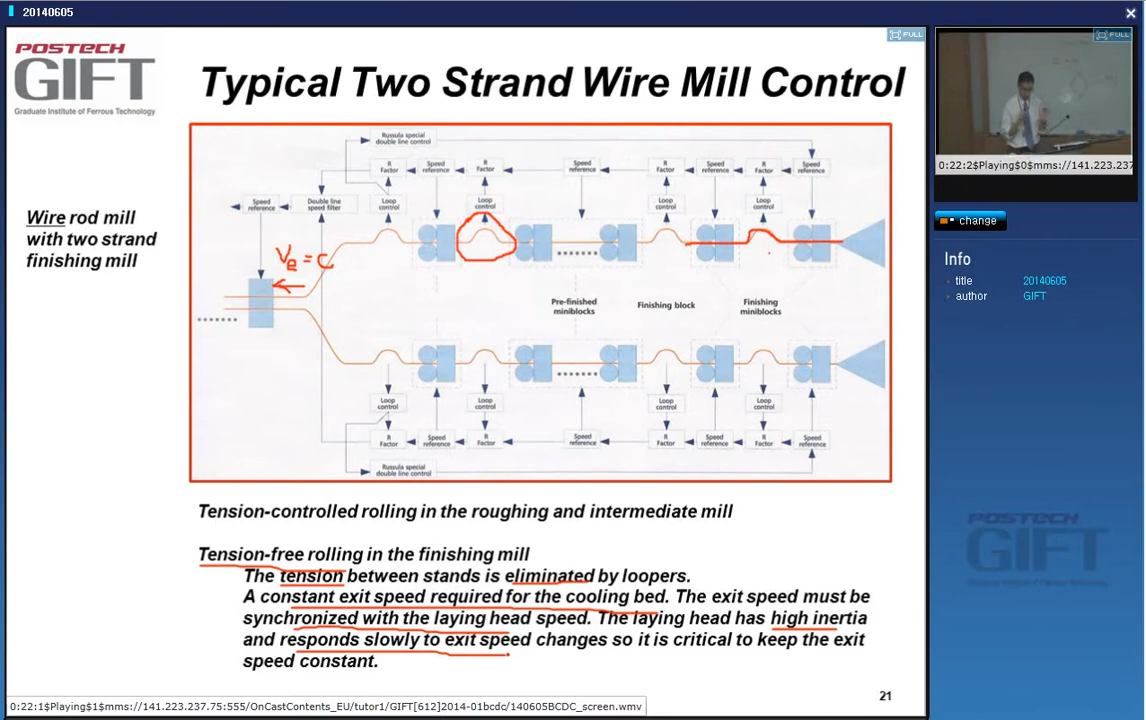 20140605
FULL
FULL
POSTECH
GIFT
Graduate Institute of Ferrous Technology
Typical Two Strand Wire Mill Control
Wire rod mill
with two strand
finishing mill
Russula special
double line control
R
Factor
Speed
reference
R
Factor
Speed
reference
R
Factor
Speed
reference
R
Factor
Speed
reference
Speed
reference
Double line
speed filter
Loop
control
Loop
control
Loop
control
Loop
control
Ve = C
Pre-finished
miniblocks
Finishing block
Finishing
miniblocks
Loop
control
Loop
control
Loop
control
Loop
control
R
Factor
Speed
reference
R
Factor
Speed
reference
R
Factor
Speed
reference
R
Factor
Speed
reference
Russula special
double line control
Tension-controlled rolling in the roughing and intermediate mill
Tension-free rolling in the finishing mill
The tension between stands is eliminated by loopers.
A constant exit speed required for the cooling bed. The exit speed must be
synchronized with the laying head speed. The laying head has high inertia
and responds slowly to exit speed changes so it is critical to keep the exit
speed constant.
21
0:22:1$Playing$1$mms://141.223.237.75:555/OnCastContents_EU/tutor1/GIFT[612]2014-01bcdc/140605BCDC_screen.wmv
0:22:2$Playing$0$mms://141.223.237
change
Info
title 20140605
author GIFT
POSTECH
GIFT